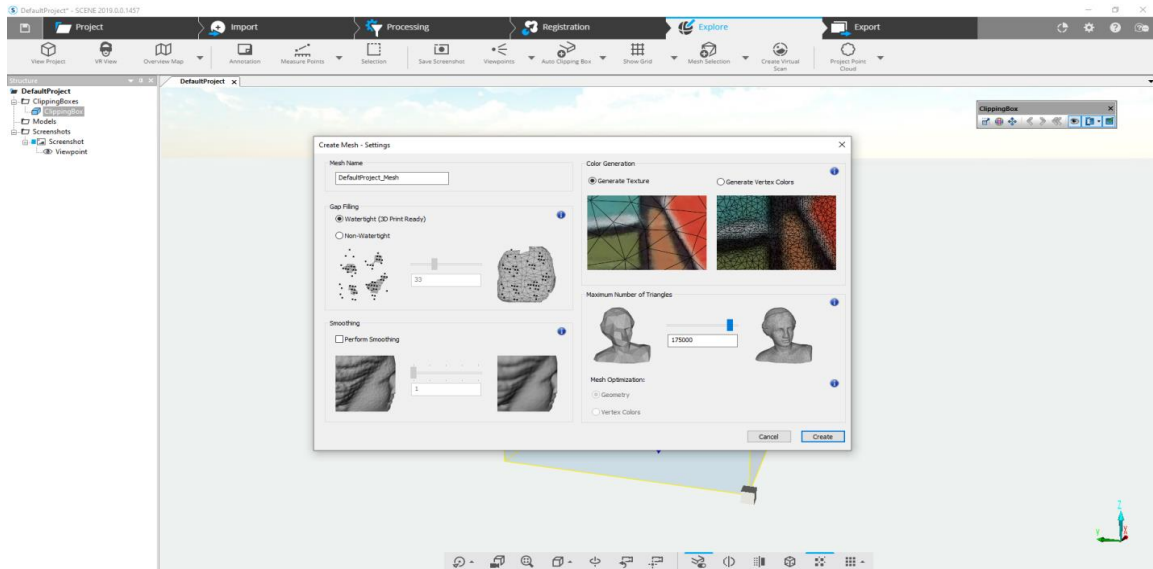 DefaultProject* - SCENE 2019.0.0.1457
Project
Import
Processing
Registration
Explore
Export
View Project
VR View
Overview Map
Annotation
Measure Points
Selection
Save Screenshot
Viewpoints
Auto Clipping Box
Show Grid
Mesh Selection
Create Virtual
Scan
Project Point
Cloud
Structure
DefaultProject
ClippingBoxes
ClippingBox
Models
Screenshots
Screenshot
Viewpoint
DefaultProject x
ClippingBox
Create Mesh - Settings
Mesh Name
DefaultProject_Mesh
Gap Filling
Watertight (3D Print Ready)
Non-Watertight
33
Smoothing
Perform Smoothing
1
Color Generation
Generate Texture
Generate Vertex Colors
Maximum Number of Triangles
175000
Mesh Optimization:
Geometry
Vertex Colors
Cancel
Create
Z
Y
X